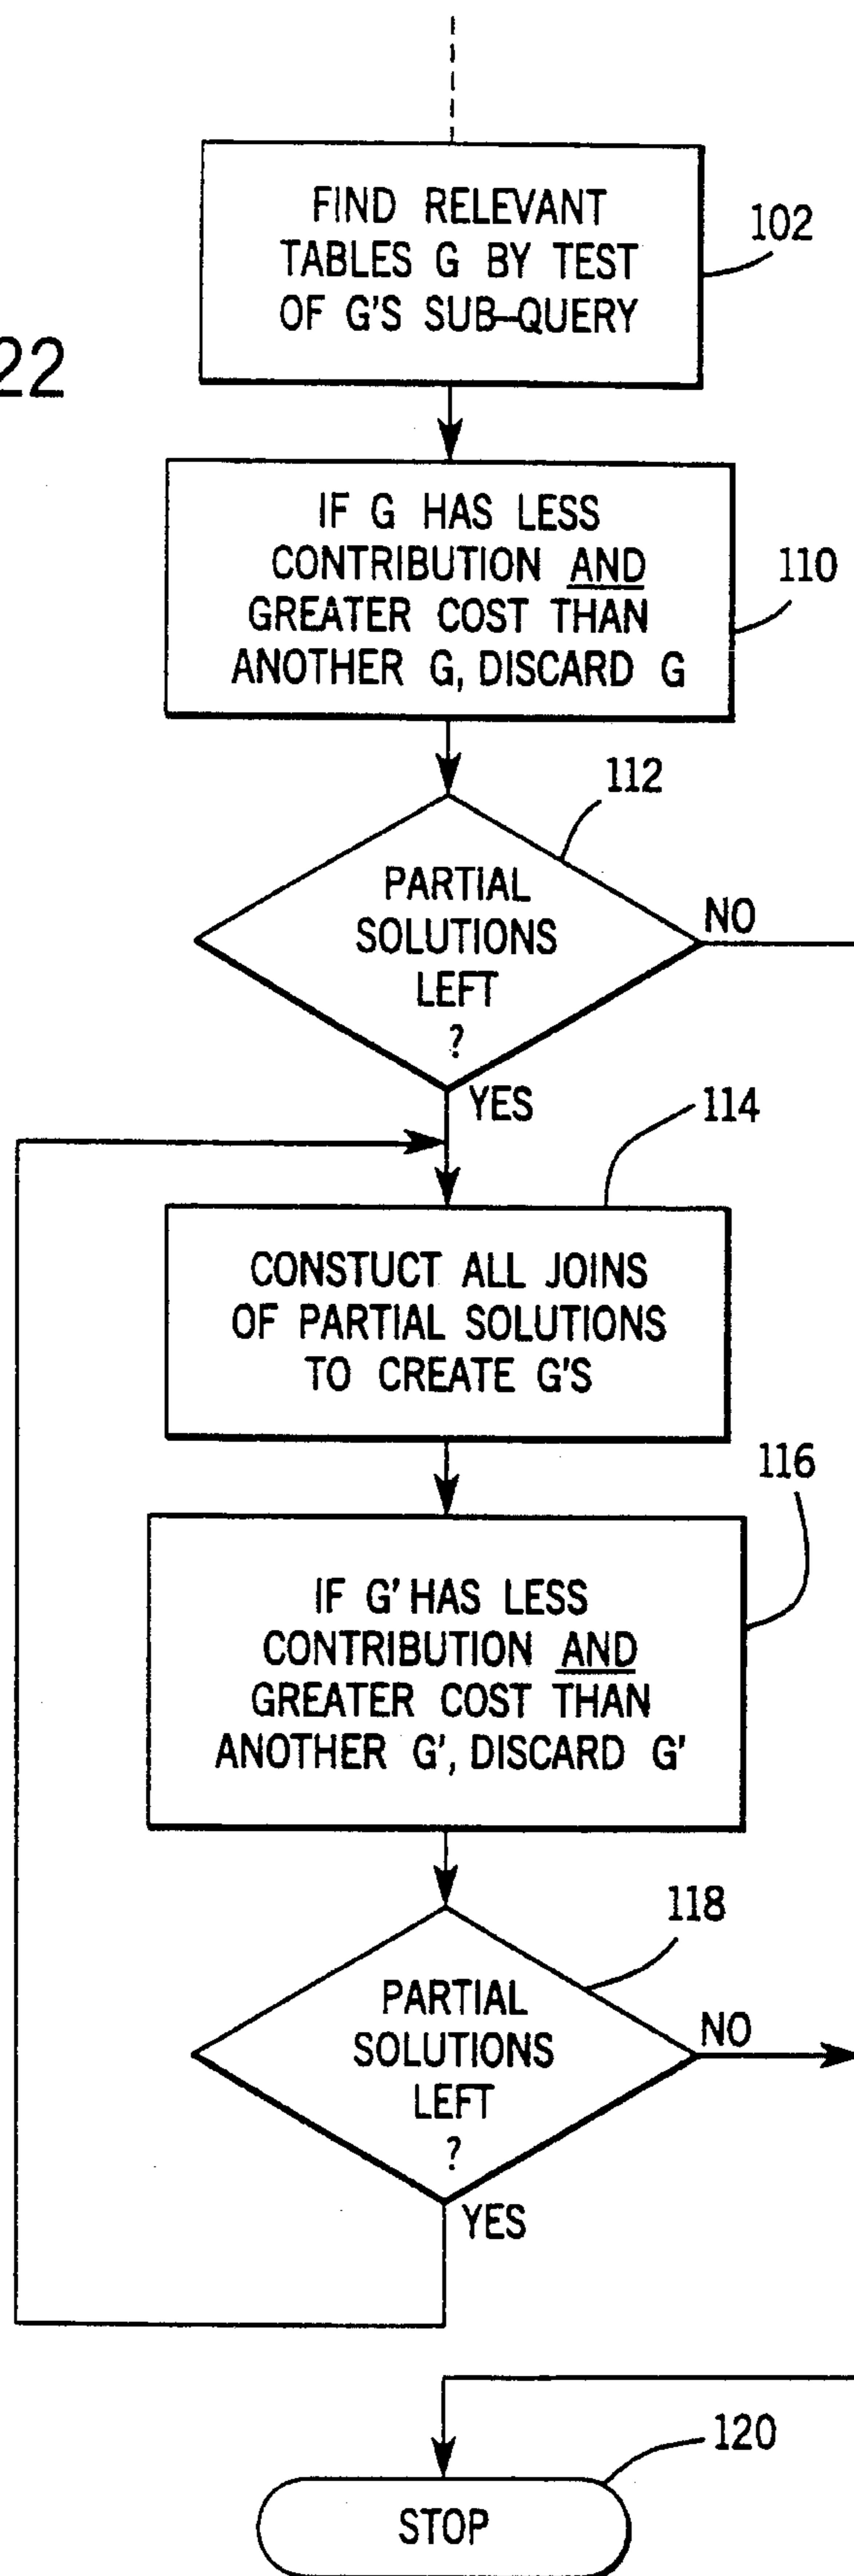 FIND RELEVANT
TABLES G BY TEST
OF G'S SUB-QUERY
102
22
IF G HAS LESS
CONTRIBUTION AND
GREATER COST THAN
ANOTHER G, DISCARD G
110
112
PARTIAL
SOLUTIONS
LEFT
?
NO
YES
114
CONSTUCT ALL JOINS
OF PARTIAL SOLUTIONS
TO CREATE G'S
116
IF G' HAS LESS
CONTRIBUTION AND
GREATER COST THAN
ANOTHER G', DISCARD G'
118
PARTIAL
SOLUTIONS
LEFT
?
NO
YES
120
STOP